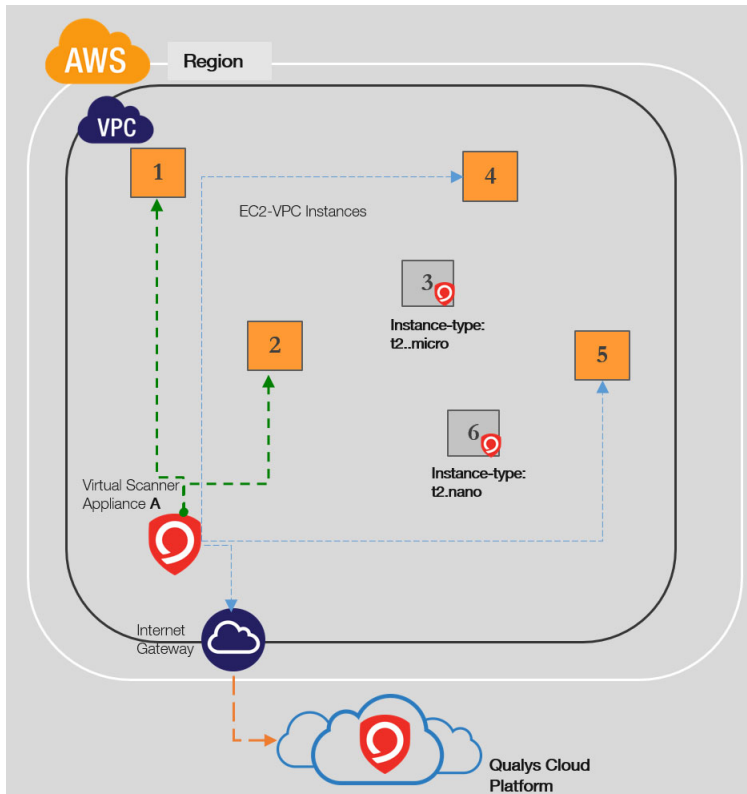 AWS
Region
VPC
1
4
EC2-VPC Instances
3
Instance-type:
t2..micro
2
5
6
Instance-type:
t2.nano
Virtual Scanner
Appliance A
Internet
Gateway
Qualys Cloud
Platform